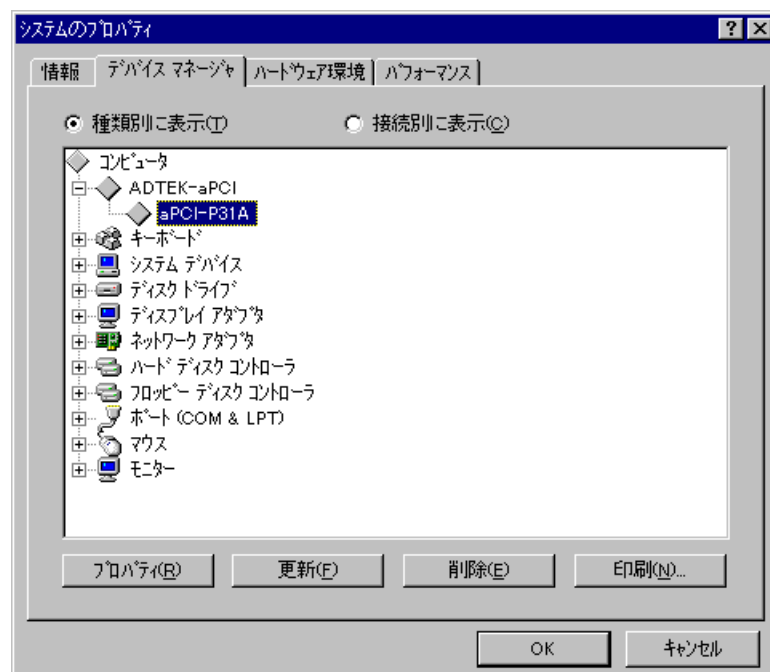 システムのプロパティ
情報 デバイス マネージャ ハードウェア環境 パフォーマンス
種類別に表示(T) 接続別に表示(C)
コンピュータ
ADTEK-aPCI
aPCI-P31A
キーボード
システム デバイス
ディスク ドライブ
ディスプレイ アダプタ
ネットワーク アダプタ
ハード ディスク コントローラ
フロッピー ディスク コントローラ
ポート (COM & LPT)
マウス
モニター
プロパティ(R) 更新(F) 削除(E) 印刷(N)...
OK キャンセル